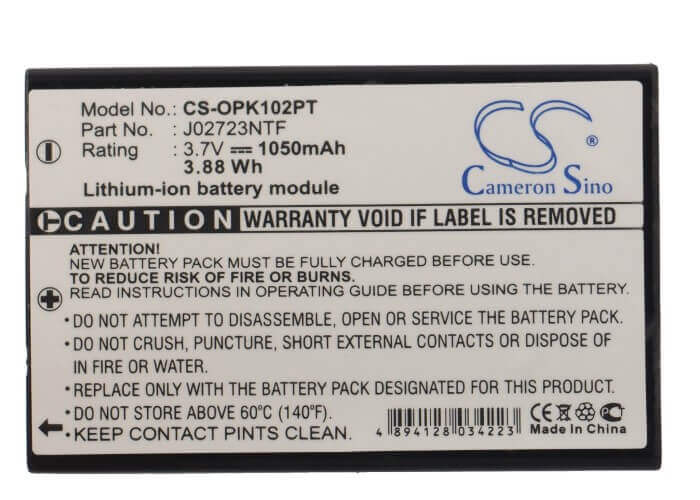 Model No.: CS-OPK102PT
Part No. : J02723NTF
Rating : 3.7V 1050mAh
3.88 Wh
Lithium-ion battery module
CS
®
Cameron Sino
CAUTION WARRANTY VOID IF LABEL IS REMOVED
ATTENTION!
NEW BATTERY PACK MUST BE FULLY CHARGED BEFORE USE.
TO REDUCE RISK OF FIRE OR BURNS.
READ INSTRUCTIONS IN OPERATING GUIDE BEFORE USING THE BATTERY.
•DO NOT ATTEMPT TO DISASSEMBLE, OPEN OR SERVICE THE BATTERY PACK.
•DO NOT CRUSH, PUNCTURE, SHORT EXTERNAL CONTACTS OR DISPOSE
IN FIRE OR WATER.
•REPLACE ONLY WITH THE BATTERY PACK DESIGNATED FOR THE PRODUCT.
•DO NOT STORE ABOVE 60°C (140°F).
•KEEP CONTACT PINTS CLEAN.
4 894128 034223
CE
Made In China